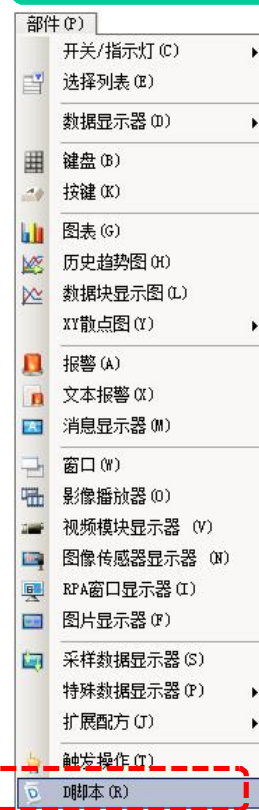 部件(P)
开关/指示灯(C)
选择列表(E)
数据显示器(D)
键盘(B)
按键(K)
图表(G)
历史趋势图(H)
数据块显示图(L)
XY散点图(Y)
报警(A)
文本报警(X)
消息显示器(M)
窗口(W)
影像播放器(O)
视频模块显示器 (V)
图像传感器显示器 (N)
RPA窗口显示器(I)
图片显示器(F)
采样数据显示器(S)
特殊数据显示器(P)
扩展配方(J)
触发操作(T)
D脚本(R)